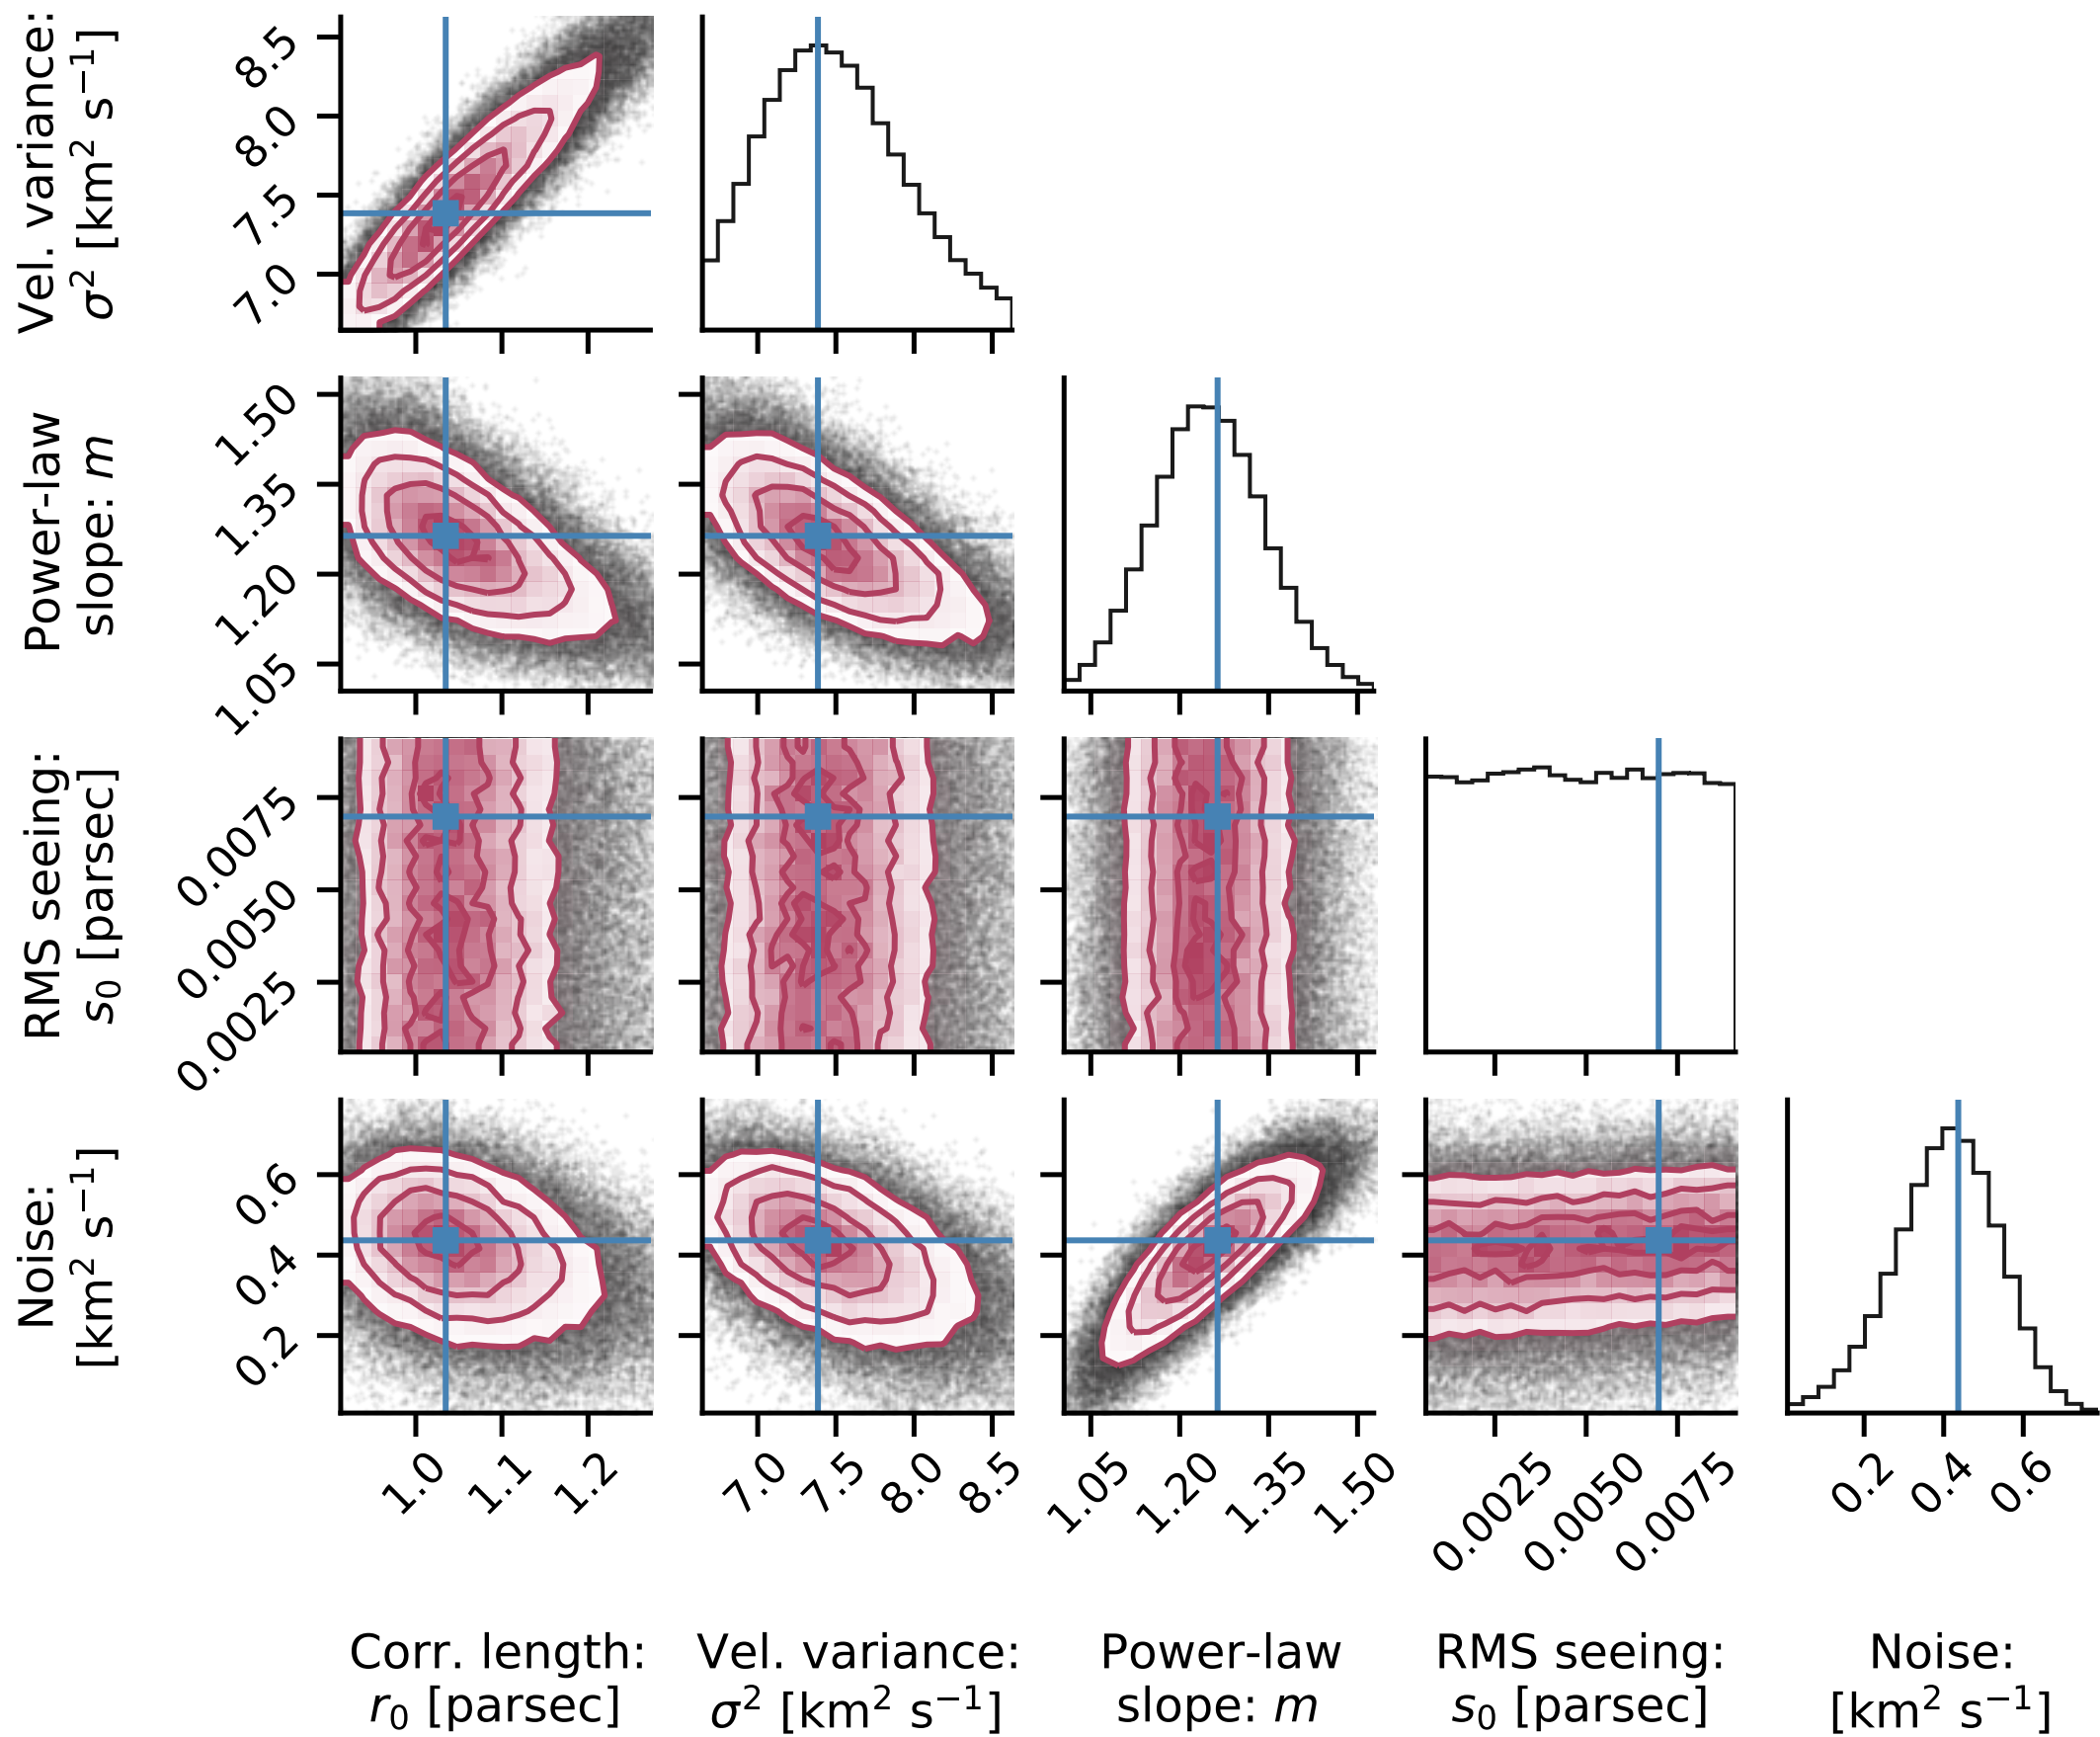 Vel. variance:
σ² [km² s⁻¹]
8.5
8.0
7.5
7.0
Power-law
slope: m
1.50
1.35
1.20
1.05
RMS seeing:
s₀ [parsec]
0.0075
0.0050
0.0025
Noise:
[km² s⁻¹]
0.6
0.4
0.2
1.0 1.1 1.2 7.0 7.5 8.0 8.5 1.05 1.20 1.35 1.50 0.0025 0.0050 0.0075 0.2 0.4 0.6
Corr. length: Vel. variance: Power-law RMS seeing: Noise:
r₀ [parsec] σ² [km² s⁻¹] slope: m s₀ [parsec] [km² s⁻¹]